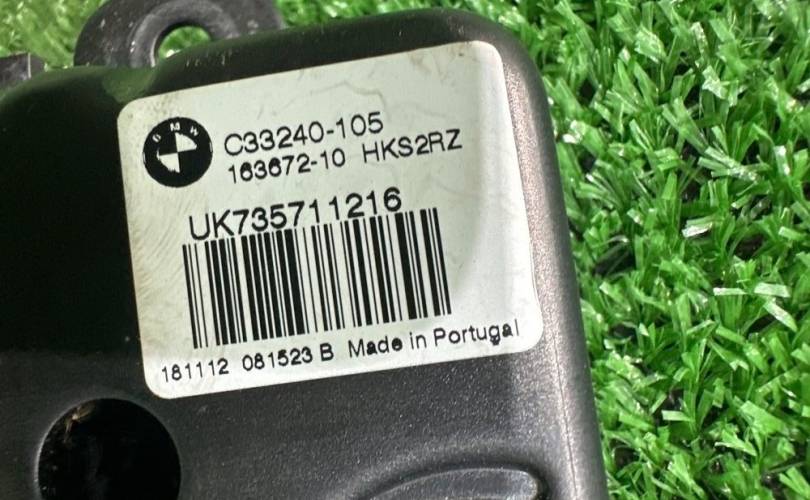 BMW
C33240-105
163672-10 HKS2RZ
UK735711216
181112 081523 B Made in Portugal